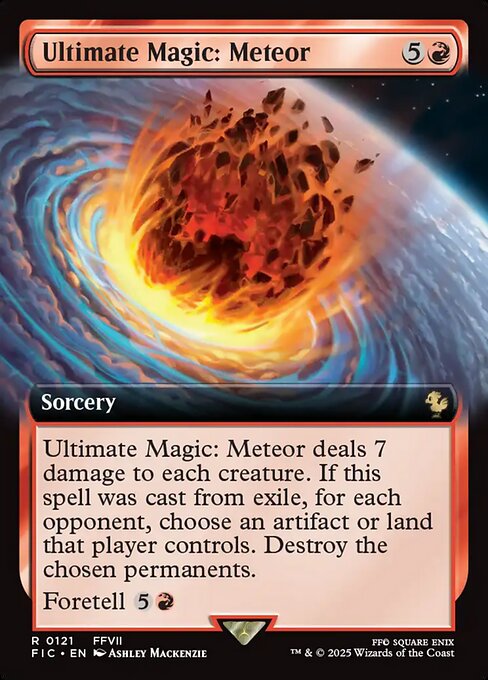 Ultimate Magic: Meteor 5
Sorcery
Ultimate Magic: Meteor deals 7
damage to each creature. If this
spell was cast from exile, for each
opponent, choose an artifact or land
that player controls. Destroy the
chosen permanents.
Foretell 5
R 0121 FFVII
FIC • EN Ashley Mackenzie
FF© SQUARE ENIX
™ & © 2025 Wizards of the Coast